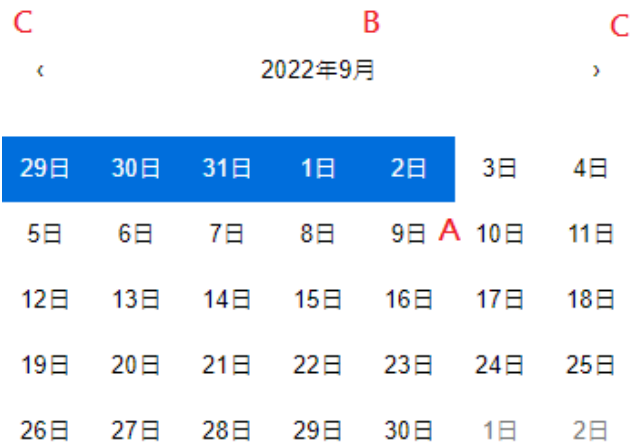 C B C
‹ 2022年9月 ›
29日 30日 31日 1日 2日 3日 4日
5日 6日 7日 8日 9日 A 10日 11日
12日 13日 14日 15日 16日 17日 18日
19日 20日 21日 22日 23日 24日 25日
26日 27日 28日 29日 30日 1日 2日